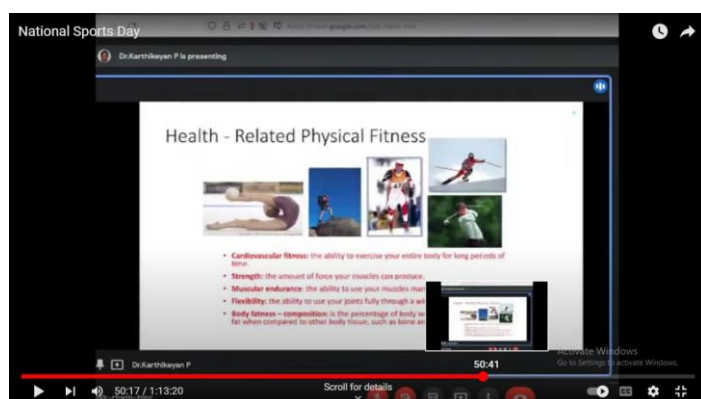 National Sports Day
Dr.Karthikeyan P is presenting
Health - Related Physical Fitness
• Cardiovascular fitness: the ability to exercise your entire body for long periods of
time.
• Strength: the amount of force your muscles can produce.
• Muscular endurance: the ability to use your muscles
• Flexibility: the ability to use your joints fully through a
• Body fatness – composition: is the percentage of body
fat when compared to other body tissue, such as bone
Dr.Karthikeyan P
50:41
Activate Windows
Go to Settings to activate Windows.
50:17 / 1:13:20
Scroll for details
CC